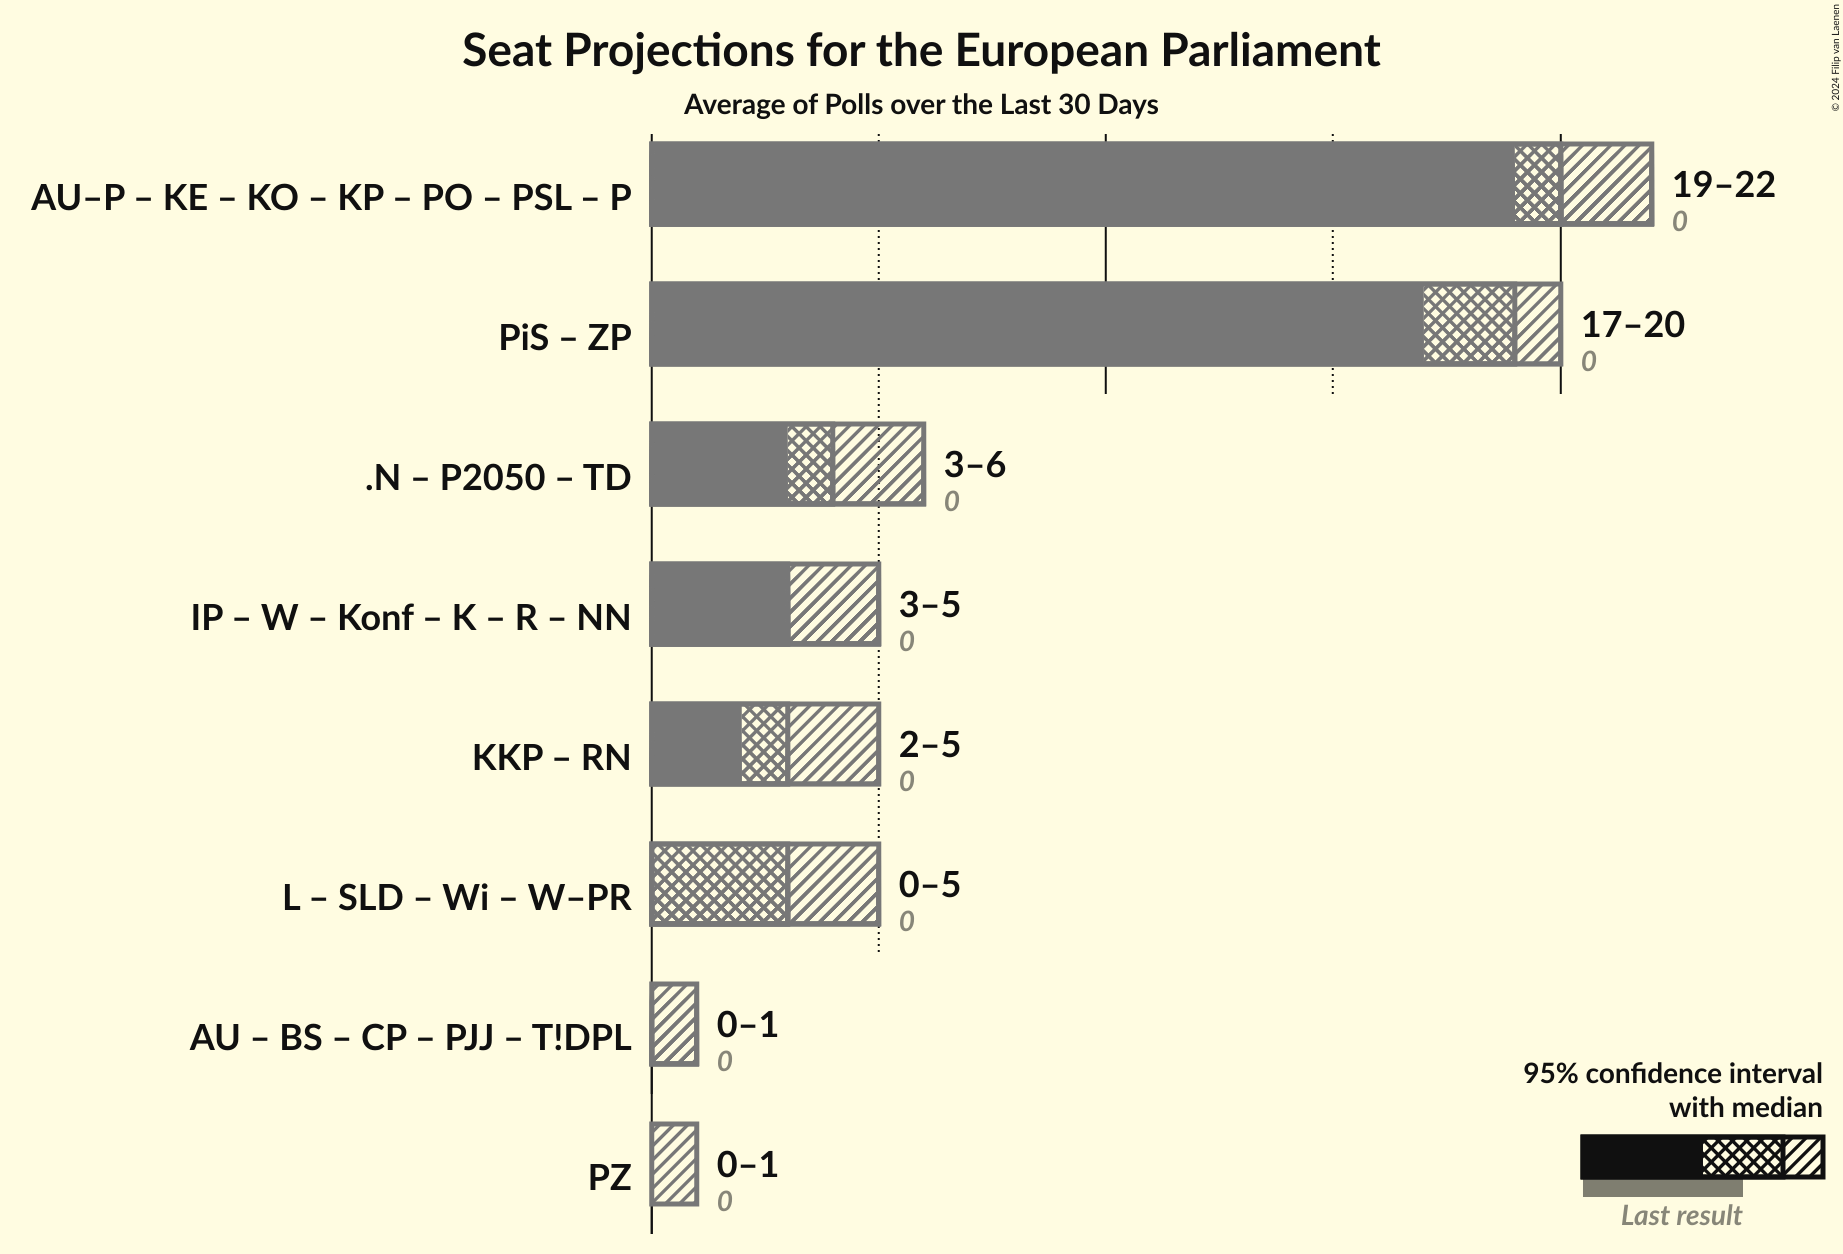 Seat Projections for the European Parliament
Average of Polls over the Last 30 Days
© 2024 Filip van Laenen
AU–P – KE – KO – KP – PO – PSL – P
19–22
0
PiS – ZP
17–20
0
.N – P2050 – TD
3–6
0
IP – W – Konf – K – R – NN
3–5
0
KKP – RN
2–5
0
L – SLD – Wi – W–PR
0–5
0
AU – BS – CP – PJJ – T!DPL
0–1
0
PZ
0–1
0
95% confidence interval
with median
Last result